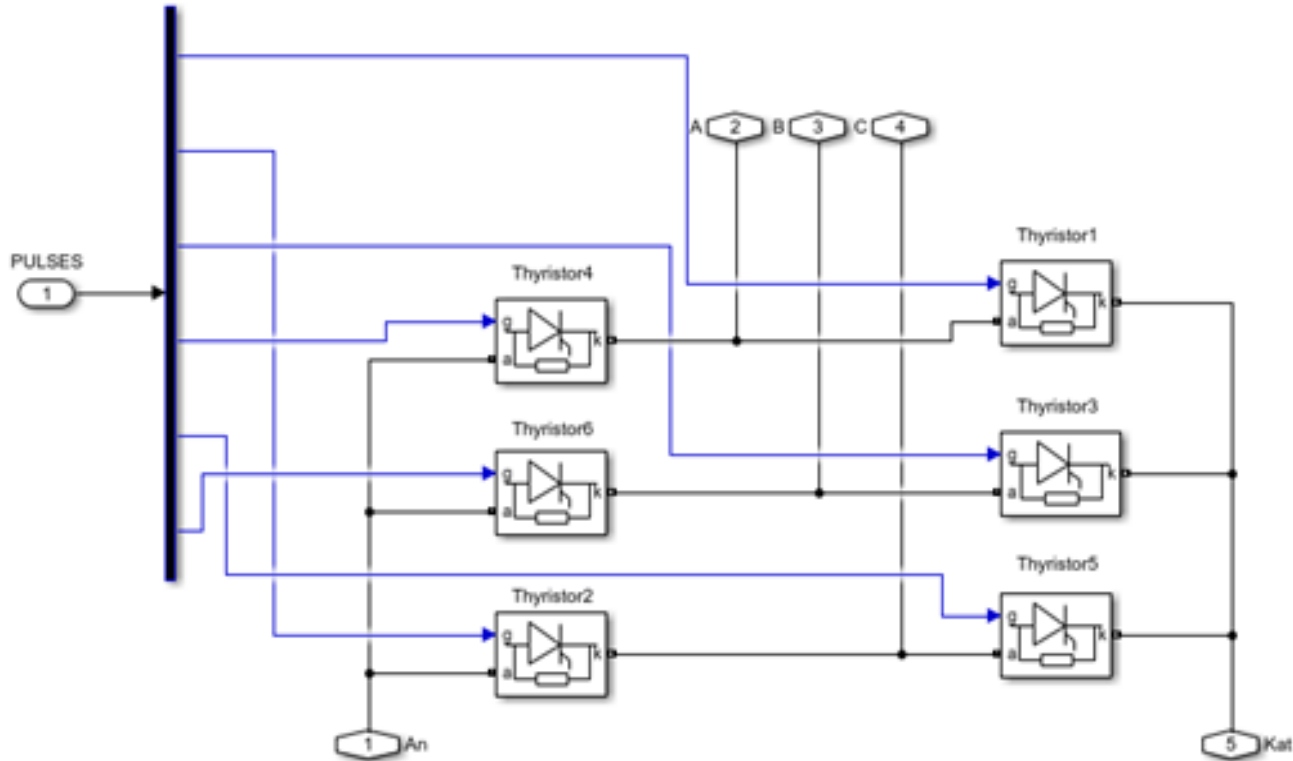 A 2 B 3 C 4
Thyristor1
PULSES
1
Thyristor4
g
k
a
g
k
a
Thyristor3
Thyristor6
g
k
a
g
k
a
Thyristor5
Thyristor2
g
k
a
g
k
a
1 An
5 Kat